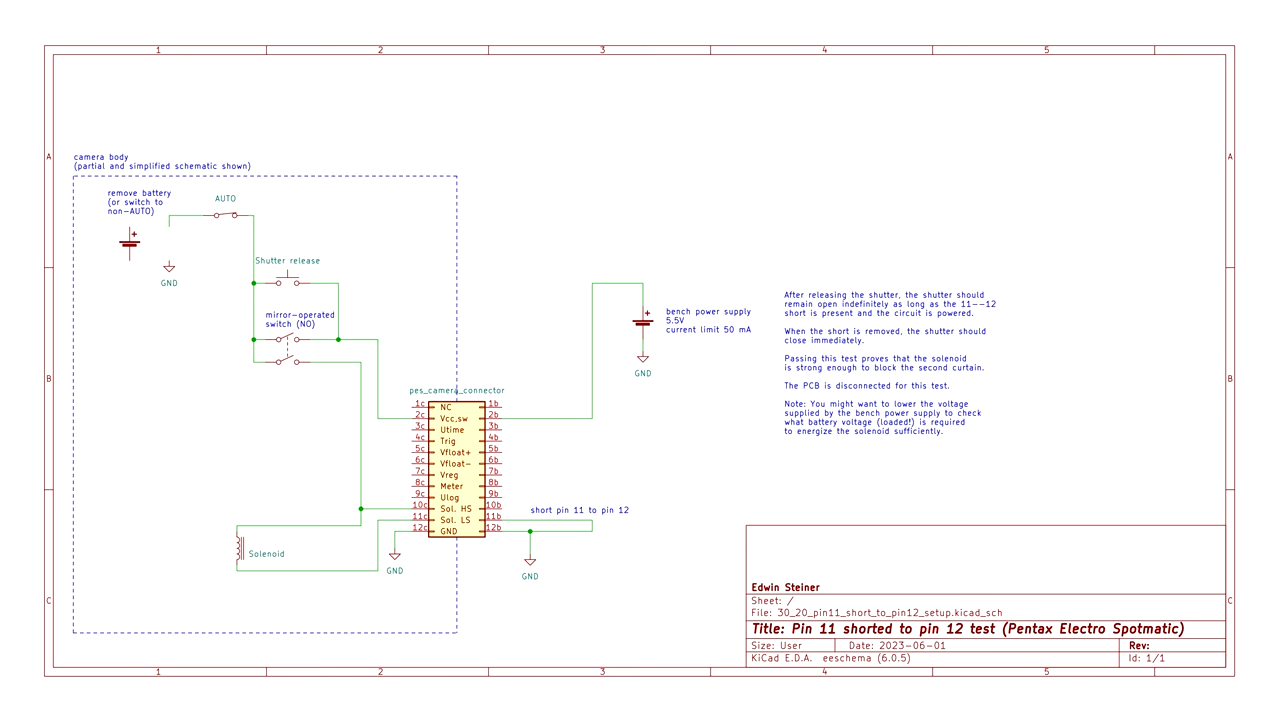 1 2 3 4 5
A A
B B
C C
1 2 3 4 5
camera body
(partial and simplified schematic shown)
remove battery
(or switch to
non-AUTO)
AUTO
+
GND
Shutter release
mirror-operated
switch (NO)
pes_camera_connector
1c NC 1b
2c Vcc,sw 2b
3c Utime 3b
4c Trig 4b
5c Vfloat+ 5b
6c Vfloat- 6b
7c Vreg 7b
8c Meter 8b
9c Ulog 9b
10c Sol. HS 10b
11c Sol. LS 11b
12c GND 12b
Solenoid
GND
short pin 11 to pin 12
GND
+
bench power supply
5.5V
current limit 50 mA
GND
After releasing the shutter, the shutter should
remain open indefinitely as long as the 11--12
short is present and the circuit is powered.
When the short is removed, the shutter should
close immediately.
Passing this test proves that the solenoid
is strong enough to block the second curtain.
The PCB is disconnected for this test.
Note: You might want to lower the voltage
supplied by the bench power supply to check
what battery voltage (loaded!) is required
to energize the solenoid sufficiently.
Edwin Steiner
Sheet: /
File: 30_20_pin11_short_to_pin12_setup.kicad_sch
Title: Pin 11 shorted to pin 12 test (Pentax Electro Spotmatic)
Size: User Date: 2023-06-01 Rev:
KiCad E.D.A. eeschema (6.0.5) Id: 1/1